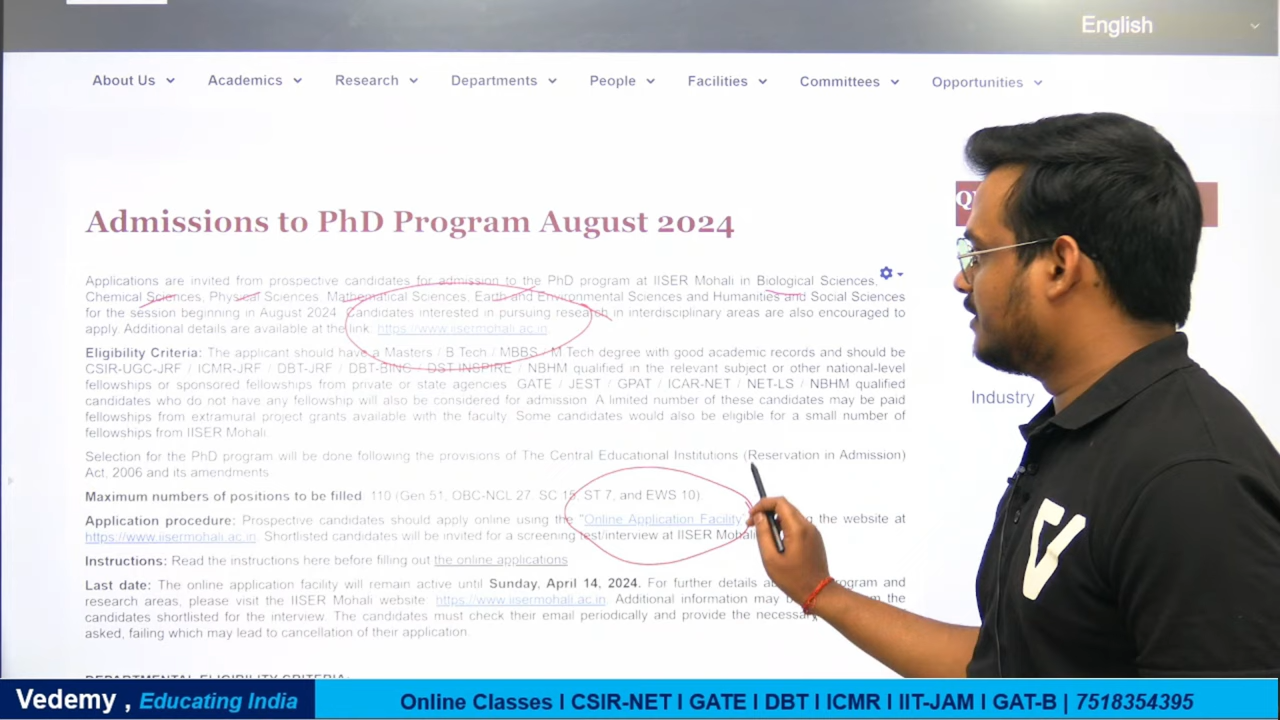 English
About Us
Academics
Research
Departments
People
Facilities
Committees
Opportunities
Admissions to PhD Program August 2024
Applications are invited from prospective candidates for admission to the PhD program at IISER Mohali in Biological Sciences,
Chemical Sciences, Physical Sciences, Mathematical Sciences, Earth and Environmental Sciences and Humanities and Social Sciences
for the session beginning in August 2024. Candidates interested in pursuing research in interdisciplinary areas are also encouraged to
apply. Additional details are available at the link: https://www.iisermohali.ac.in.
Eligibility Criteria: The applicant should have a Masters / B Tech / MBBS / M Tech degree with good academic records and should be
CSIR-UGC-JRF / ICMR-JRF / DBT-JRF / DBT-BINC / DST INSPIRE / NBHM qualified in the relevant subject or other national-level
fellowships or sponsored fellowships from private or state agencies. GATE / JEST / GPAT / ICAR-NET / NET-LS / NBHM qualified
candidates who do not have any fellowship will also be considered for admission. A limited number of these candidates may be paid
fellowships from extramural project grants available with the faculty. Some candidates would also be eligible for a small number of
fellowships from IISER Mohali.
Selection for the PhD program will be done following the provisions of The Central Educational Institutions (Reservation in Admission)
Act, 2006 and its amendments
Maximum numbers of positions to be filled: 110 (Gen 51, OBC-NCL 27, SC 15, ST 7, and EWS 10)
Application procedure: Prospective candidates should apply online using the "Online Application Facility the website at
https://www.iisermohali.ac.in. Shortlisted candidates will be invited for a screening test/interview at IISER Mohali
Instructions: Read the instructions here before filling out the online applications
Last date: The online application facility will remain active until Sunday, April 14, 2024. For further details and
research areas, please visit the IISER Mohali website: https://www.iisermohali.ac.in. Additional information may the
candidates shortlisted for the interview. The candidates must check their email periodically and provide the necessary
asked, failing which may lead to cancellation of their application.
Industry
Vedemy , Educating India
Online Classes I CSIR-NET I GATE I DBT I ICMR I IIT-JAM I GAT-B | 7518354395